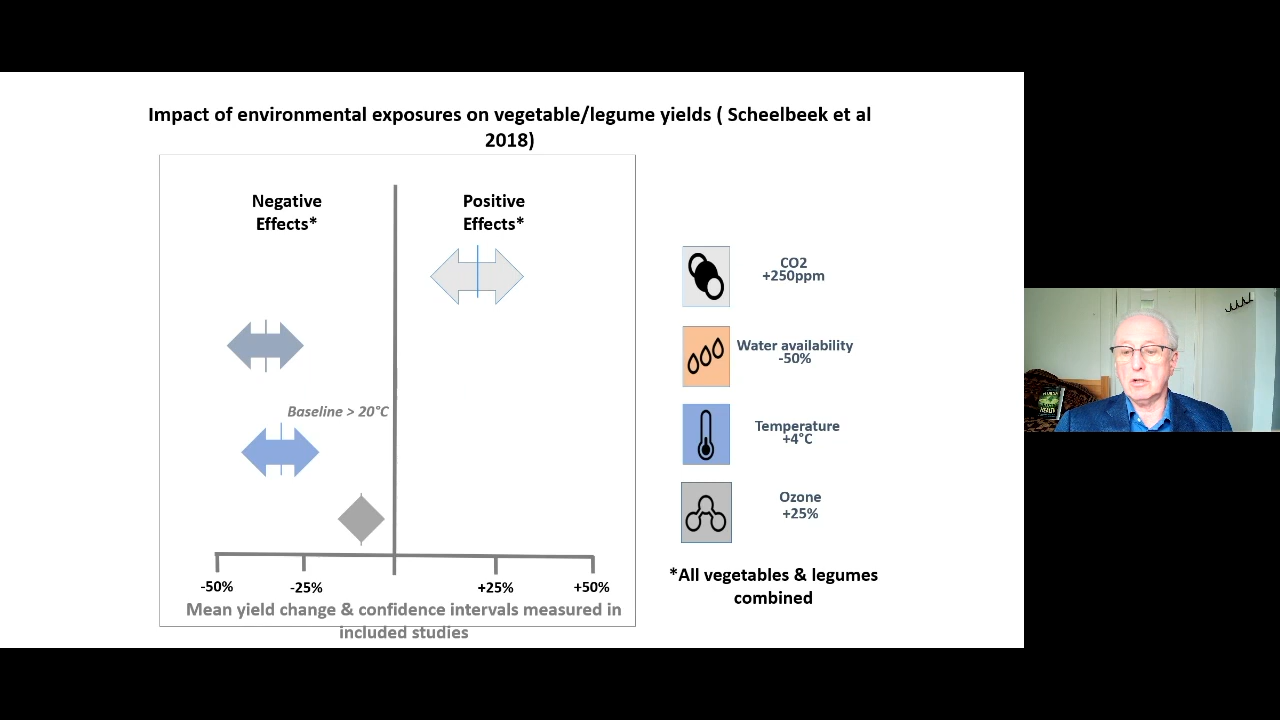 Impact of environmental exposures on vegetable/legume yields ( Scheelbeek et al
2018)
Negative
Effects*
Positive
Effects*
CO2
+250ppm
Water availability
-50%
Baseline > 20°C
Temperature
+4°C
Ozone
+25%
-50%
-25%
+25%
+50%
Mean yield change & confidence intervals measured in
included studies
*All vegetables & legumes
combined